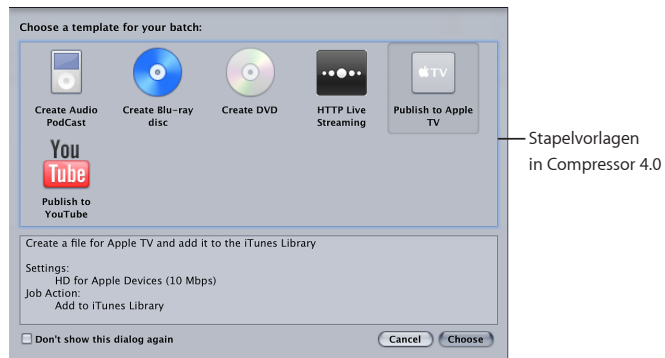 Choose a template for your batch:
tv
Create Audio
PodCast
Create Blu-ray
disc
Create DVD
HTTP Live
Streaming
Publish to Apple
TV
You
Tube
Publish to
YouTube
Create a file for Apple TV and add it to the iTunes Library
Settings:
HD for Apple Devices (10 Mbps)
Job Action:
Add to iTunes Library
Don't show this dialog again
Cancel
Choose
Stapelvorlagen
in Compressor 4.0